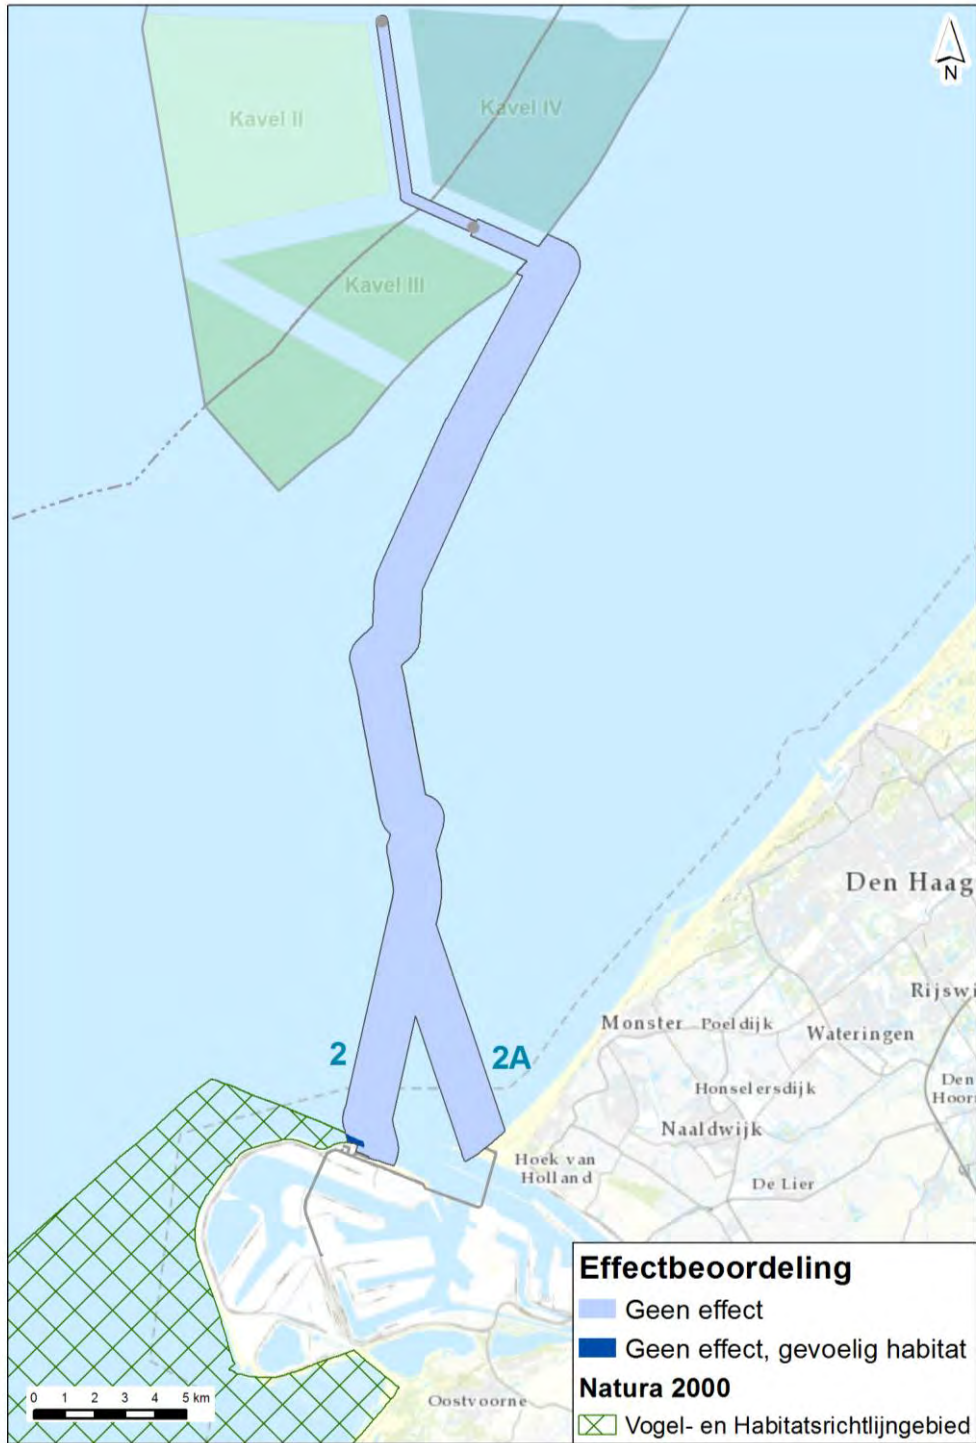 N
Kavel II
Kavel IV
Kavel III
Den Haag
Rijswi
Monster
Poeldijk
Wateringen
2
2A
Den
Hoorn
Honselersdijk
Naaldwijk
Hoek van
Holland
De Lier
Effectbeoordeling
Geen effect
Geen effect, gevoelig habitat
Natura 2000
Vogel- en Habitatsrichtlijngebied
0 1 2 3 4 5 km
Oostvoorne